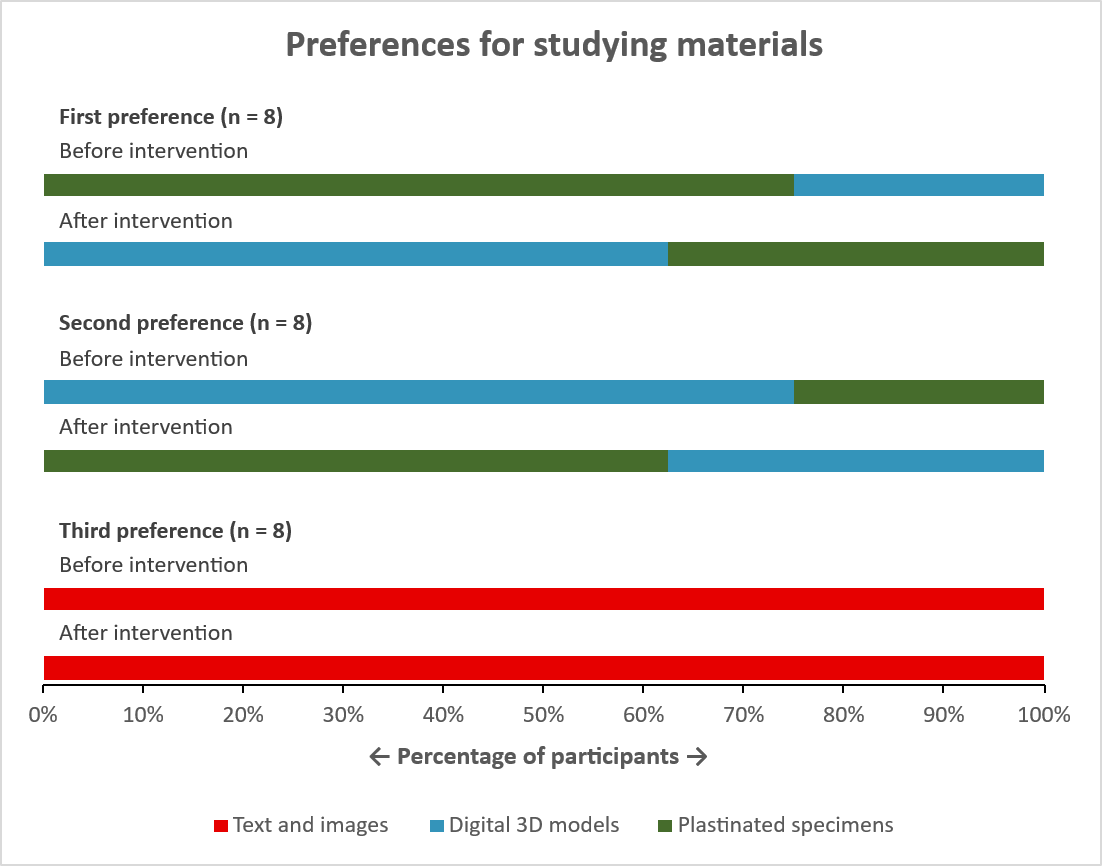 Preferences for studying materials
First preference (n = 8)
Before intervention
After intervention
Second preference (n = 8)
Before intervention
After intervention
Third preference (n = 8)
Before intervention
After intervention
0% 10% 20% 30% 40% 50% 60% 70% 80% 90% 100%
← Percentage of participants →
Text and images Digital 3D models Plastinated specimens